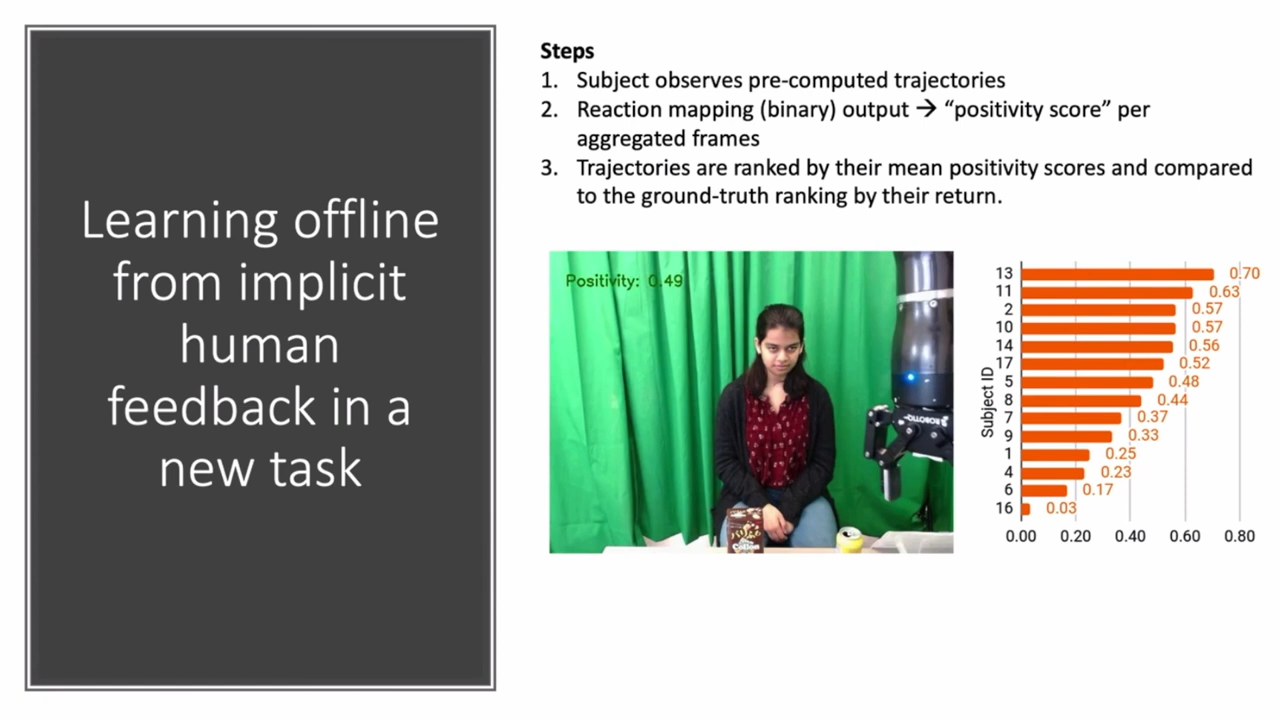 Learning offline
from implicit
human
feedback in a
new task
Steps
1. Subject observes pre-computed trajectories
2. Reaction mapping (binary) output → “positivity score” per
aggregated frames
3. Trajectories are ranked by their mean positivity scores and compared
to the ground-truth ranking by their return.
Positivity: 0.49
ROBOTIQ
Subject ID
13 0.70
11 0.63
2 0.57
10 0.57
14 0.56
17 0.52
5 0.48
8 0.44
7 0.37
9 0.33
1 0.25
4 0.23
6 0.17
16 0.03
0.00 0.20 0.40 0.60 0.80